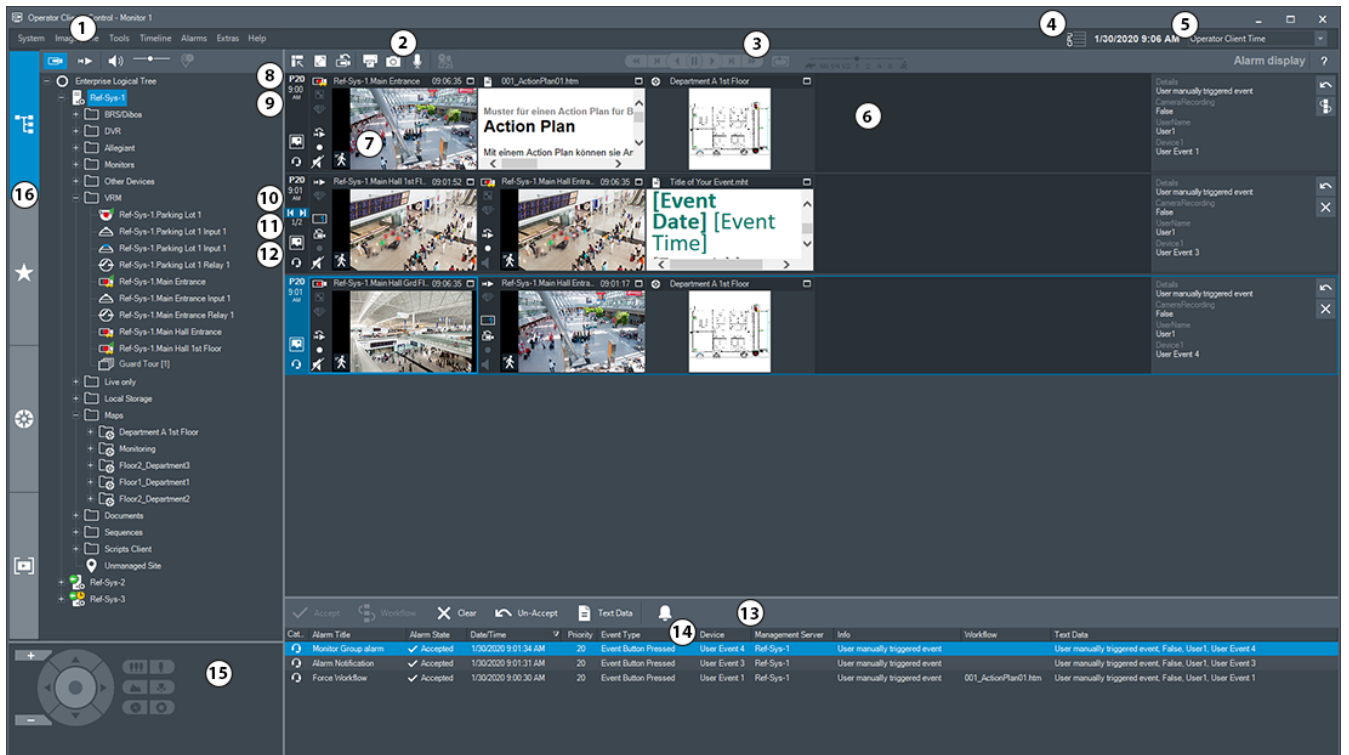 Operator Client Control - Monitor 1
1
System Image Tools Timeline Alarms Extras Help
2
3
4
1/30/2020 9:06 AM
5
Operator Client Time
Alarm display ?
8
9
Enterprise Logical Tree
Ref-Sys-1
BRS/Dibos
DVR
Allegiant
Monitors
Other Devices
VRM
Ref-Sys-1.Parking Lot 1
Ref-Sys-1.Parking Lot 1 Input 1
Ref-Sys-1.Parking Lot 1 Input 1
Ref-Sys-1.Parking Lot 1 Relay 1
Ref-Sys-1.Main Entrance
Ref-Sys-1.Main Entrance Input 1
Ref-Sys-1.Main Entrance Relay 1
Ref-Sys-1.Main Hall Entrance
Ref-Sys-1.Main Hall 1st Floor
Guard Tour [1]
Live only
Local Storage
Maps
Department A 1st Floor
Monitoring
Floor2_Department3
Floor1_Department1
Floor2_Department2
Documents
Sequences
Scripts Client
Unmanaged Site
Ref-Sys-2
Ref-Sys-3
16
10
11
12
P20
9:00
AM
Ref-Sys-1.Main Entrance 09:06:35
7
001_ActionPlan01.htm
Muster für einen Action Plan für B
Action Plan
Mit einem Action Plan können sie Ar
Department A 1st Floor
6
Details
User manually triggered event
CameraRecording
False
UserName
User1
Device1
User Event 1
P20
9:01
AM
1/2
Ref-Sys-1.Main Hall 1st Fl.. 09:01:52
Ref-Sys-1.Main Hall Entra.. 09:06:35
Title of Your Event.mht
[Event
Date] [Event
Time]
Details
User manually triggered event
CameraRecording
False
UserName
User1
Device1
User Event 3
P20
9:01
AM
Ref-Sys-1.Main Hall Grd Fl.. 09:06:35
Ref-Sys-1.Main Hall Entra.. 09:01:17
Department A 1st Floor
Details
User manually triggered event
CameraRecording
False
UserName
User1
Device1
User Event 4
Accept Workflow Clear Un-Accept Text Data
13
14
Cat.. Alarm Title Alarm State Date/Time Priority Event Type Device Management Server Info Workflow Text Data
Monitor Group alarm Accepted 1/30/2020 9:01:34 AM 20 Event Button Pressed User Event 4 Ref-Sys-1 User manually triggered event User manually triggered event, False, User1, User Event 4
Alarm Notification Accepted 1/30/2020 9:01:31 AM 20 Event Button Pressed User Event 3 Ref-Sys-1 User manually triggered event User manually triggered event, False, User1, User Event 3
Force Workflow Accepted 1/30/2020 9:00:30 AM 20 Event Button Pressed User Event 1 Ref-Sys-1 User manually triggered event 001_ActionPlan01.htm User manually triggered event, False, User1, User Event 1
15